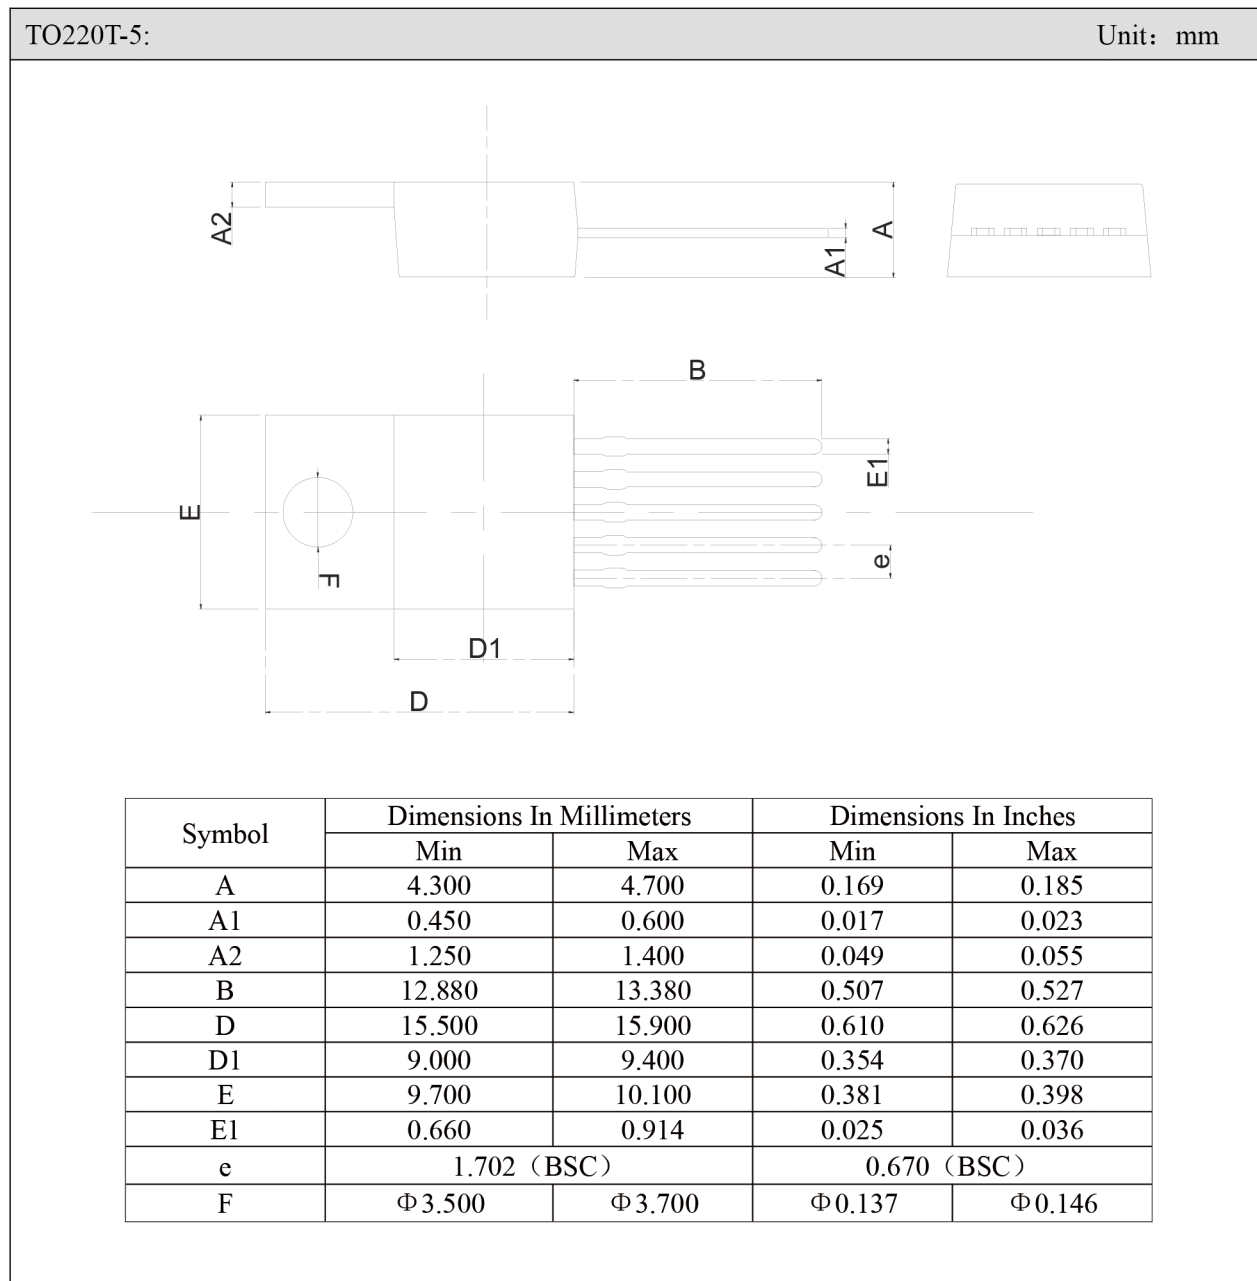 TO220T-5: Unit：mm
A2
A1
A
B
E1
E
F
e
D1
D
Symbol Dimensions In Millimeters Dimensions In Inches
Min Max Min Max
A 4.300 4.700 0.169 0.185
A1 0.450 0.600 0.017 0.023
A2 1.250 1.400 0.049 0.055
B 12.880 13.380 0.507 0.527
D 15.500 15.900 0.610 0.626
D1 9.000 9.400 0.354 0.370
E 9.700 10.100 0.381 0.398
E1 0.660 0.914 0.025 0.036
e 1.702（BSC） 0.670（BSC）
F Φ3.500 Φ3.700 Φ0.137 Φ0.146